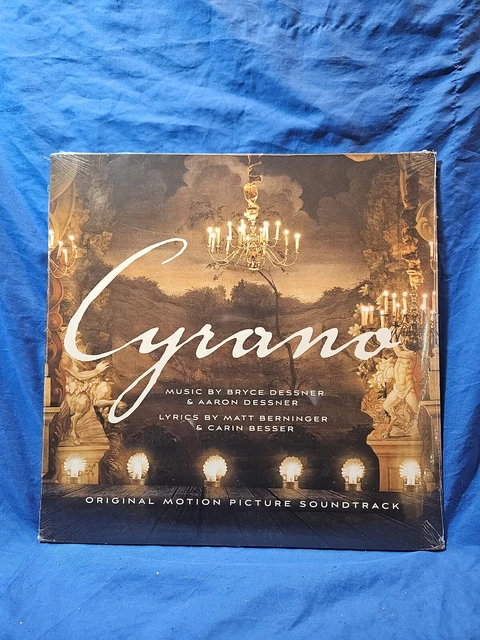 Cyrano
MUSIC BY BRYCE DESSNER
& AARON DESSNER
LYRICS BY MATT BERNINGER
& CARIN BESSER
ORIGINAL MOTION PICTURE SOUNDTRACK